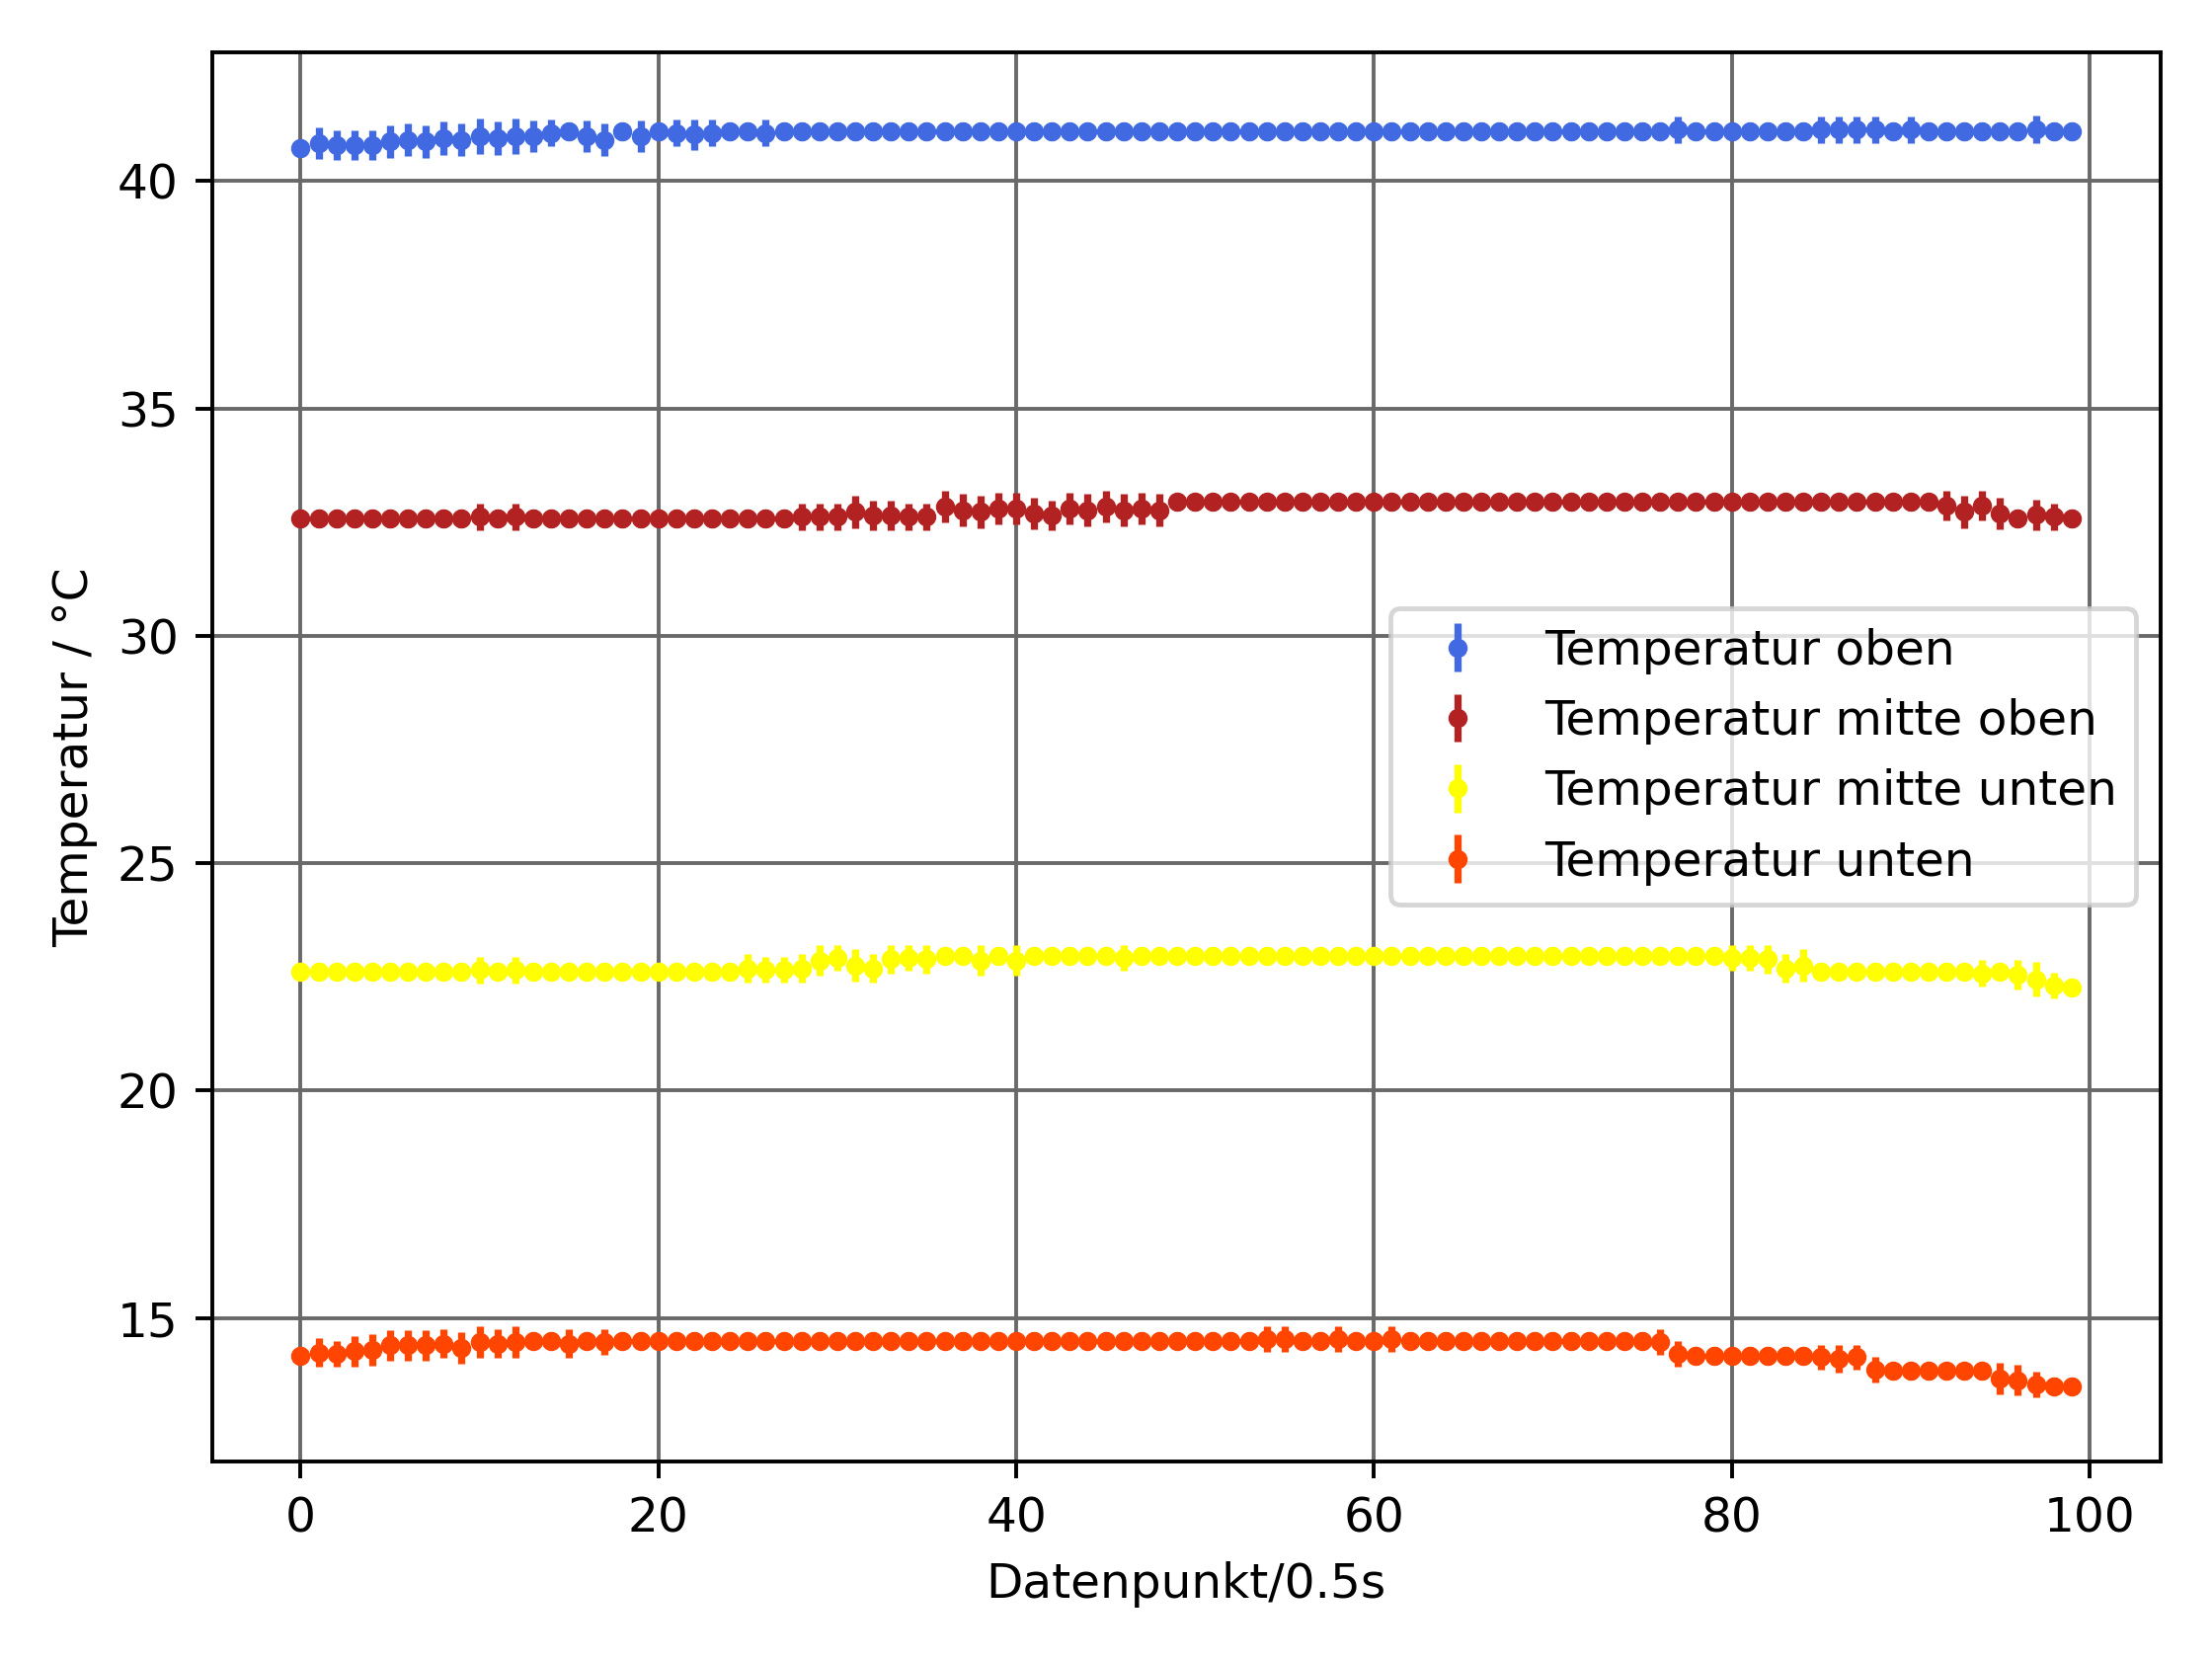 40
35
30
25
20
15
Temperatur / °C
Temperatur oben
Temperatur mitte oben
Temperatur mitte unten
Temperatur unten
0 20 40 60 80 100
Datenpunkt/0.5s